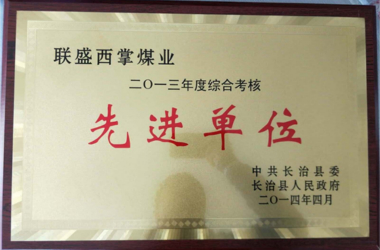 联盛西掌煤业
二〇一三年度综合考核
先进单位
中共长治县委
长治县人民政府
二〇一四年四月